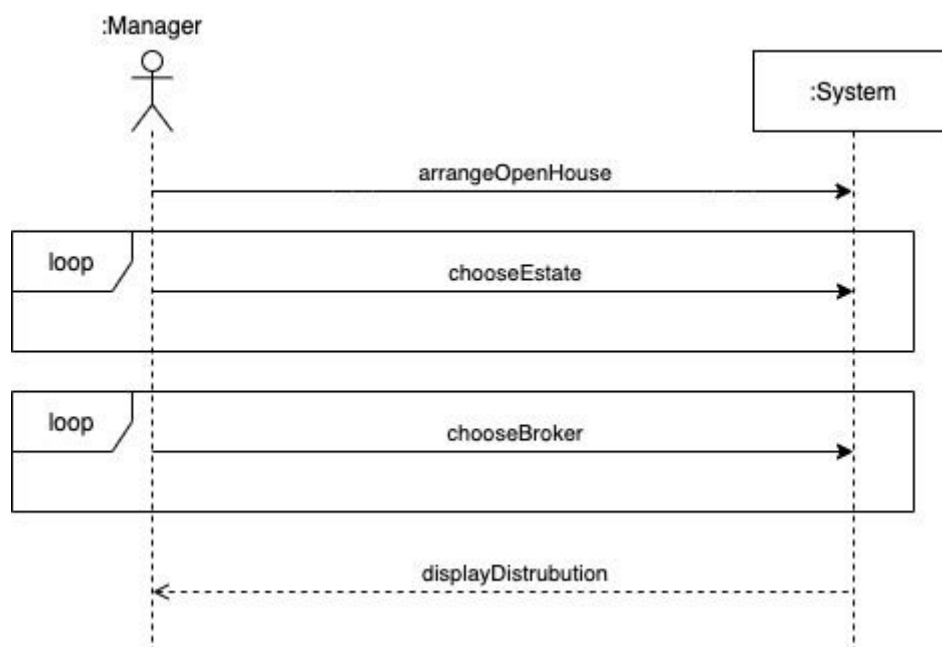 :Manager
:System
arrangeOpenHouse
loop
chooseEstate
loop
chooseBroker
displayDistrubution